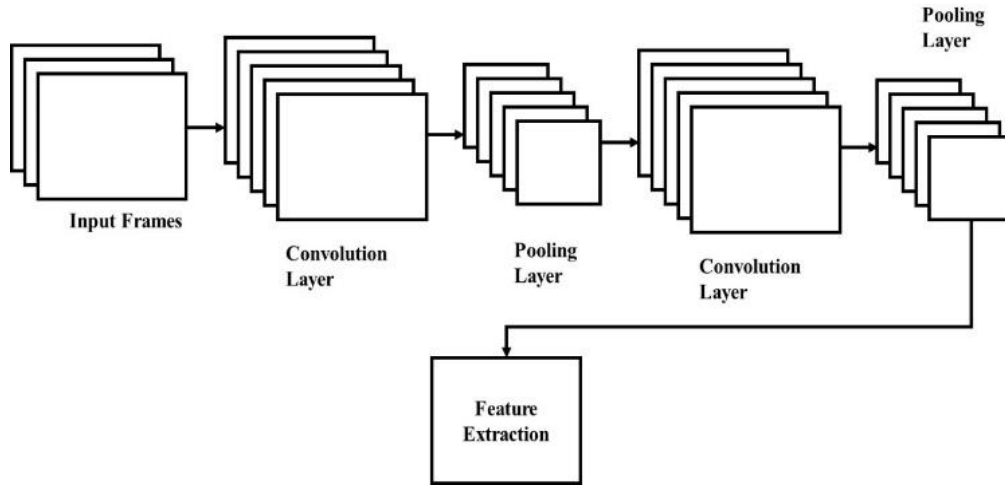 Input Frames
Convolution
Layer
Pooling
Layer
Convolution
Layer
Pooling
Layer
Feature
Extraction